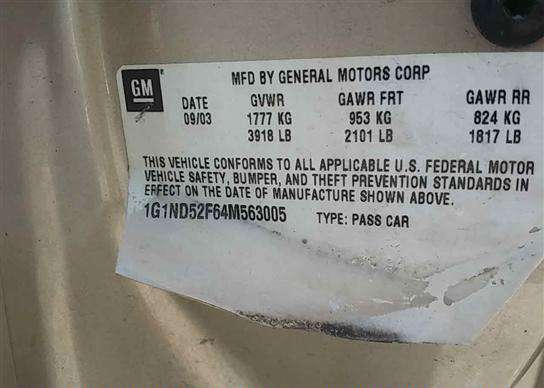 GM
MFD BY GENERAL MOTORS CORP
DATE GVWR GAWR FRT GAWR RR
09/03 1777 KG 953 KG 824 KG
3918 LB 2101 LB 1817 LB
THIS VEHICLE CONFORMS TO ALL APPLICABLE U.S. FEDERAL MOTOR
VEHICLE SAFETY, BUMPER, AND THEFT PREVENTION STANDARDS IN
EFFECT ON THE DATE OF MANUFACTURE SHOWN ABOVE.
1G1ND52F64M563005 TYPE: PASS CAR